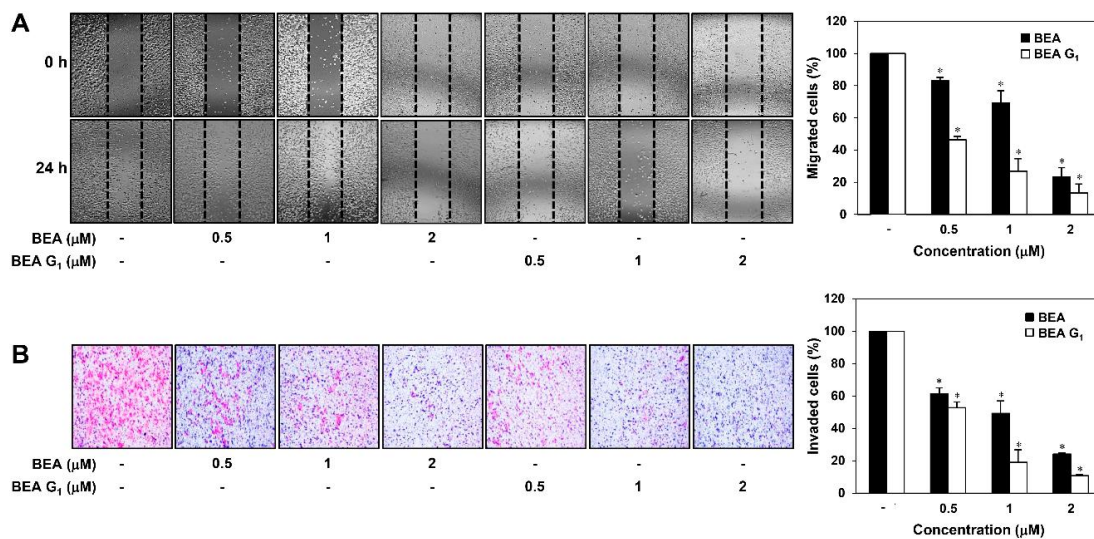 A
0 h
24 h
BEA (μM) - 0.5 1 2 - - -
BEA G₁ (μM) - - - - 0.5 1 2
120
100
80
60
40
20
0
Migrated cells (%)
BEA
BEA G₁
* * * * * *
- 0.5 1 2
Concentration (μM)
B
BEA (μM) - 0.5 1 2 - - -
BEA G₁ (μM) - - - - 0.5 1 2
120
100
80
60
40
20
0
Invaded cells (%)
BEA
BEA G₁
* * * * * *
- 0.5 1 2
Concentration (μM)